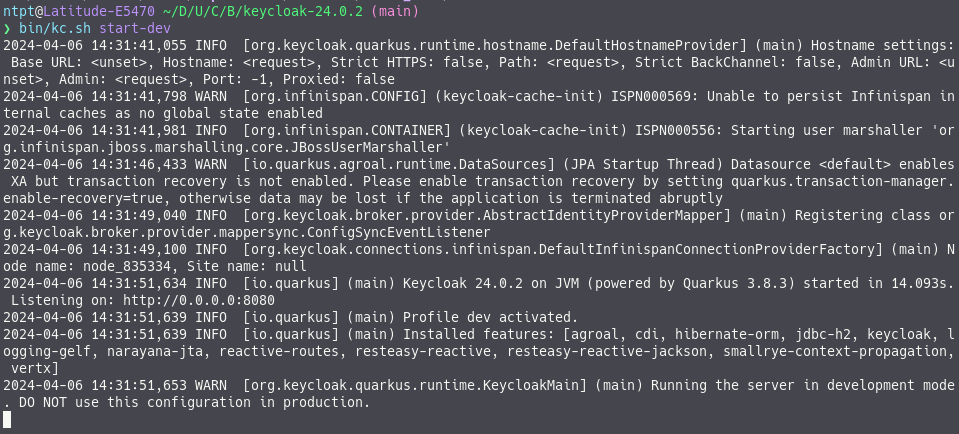 ntpt@Latitude-E5470 ~/D/U/C/B/keycloak-24.0.2 (main)
❯ bin/kc.sh start-dev
2024-04-06 14:31:41,055 INFO  [org.keycloak.quarkus.runtime.hostname.DefaultHostnameProvider] (main) Hostname settings:
 Base URL: <unset>, Hostname: <request>, Strict HTTPS: false, Path: <request>, Strict BackChannel: false, Admin URL: <u
nset>, Admin: <request>, Port: -1, Proxied: false
2024-04-06 14:31:41,798 WARN  [org.infinispan.CONFIG] (keycloak-cache-init) ISPN000569: Unable to persist Infinispan in
ternal caches as no global state enabled
2024-04-06 14:31:41,981 INFO  [org.infinispan.CONTAINER] (keycloak-cache-init) ISPN000556: Starting user marshaller 'or
g.infinispan.jboss.marshalling.core.JBossUserMarshaller'
2024-04-06 14:31:46,433 WARN  [io.quarkus.agroal.runtime.DataSources] (JPA Startup Thread) Datasource <default> enables
 XA but transaction recovery is not enabled. Please enable transaction recovery by setting quarkus.transaction-manager.
enable-recovery=true, otherwise data may be lost if the application is terminated abruptly
2024-04-06 14:31:49,040 INFO  [org.keycloak.broker.provider.AbstractIdentityProviderMapper] (main) Registering class or
g.keycloak.broker.provider.mappersync.ConfigSyncEventListener
2024-04-06 14:31:49,100 INFO  [org.keycloak.connections.infinispan.DefaultInfinispanConnectionProviderFactory] (main) N
ode name: node_835334, Site name: null
2024-04-06 14:31:51,634 INFO  [io.quarkus] (main) Keycloak 24.0.2 on JVM (powered by Quarkus 3.8.3) started in 14.093s.
 Listening on: http://0.0.0.0:8080
2024-04-06 14:31:51,639 INFO  [io.quarkus] (main) Profile dev activated.
2024-04-06 14:31:51,639 INFO  [io.quarkus] (main) Installed features: [agroal, cdi, hibernate-orm, jdbc-h2, keycloak, l
ogging-gelf, narayana-jta, reactive-routes, resteasy-reactive, resteasy-reactive-jackson, smallrye-context-propagation,
 vertx]
2024-04-06 14:31:51,653 WARN  [org.keycloak.quarkus.runtime.KeycloakMain] (main) Running the server in development mode
. DO NOT use this configuration in production.